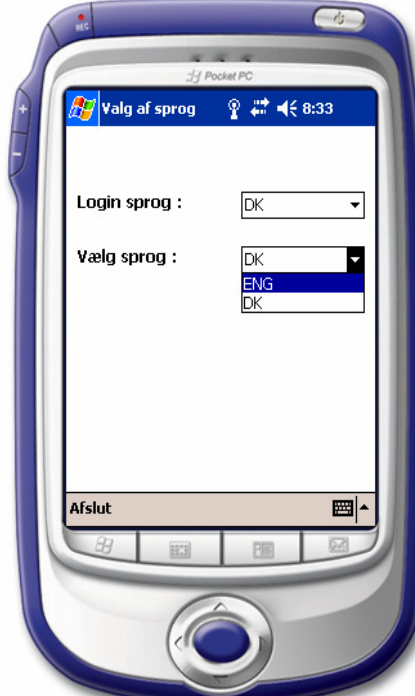 REC
Pocket PC
Valg af sprog 8:33
Login sprog : DK
Vælg sprog : DK
ENG
DK
Afslut